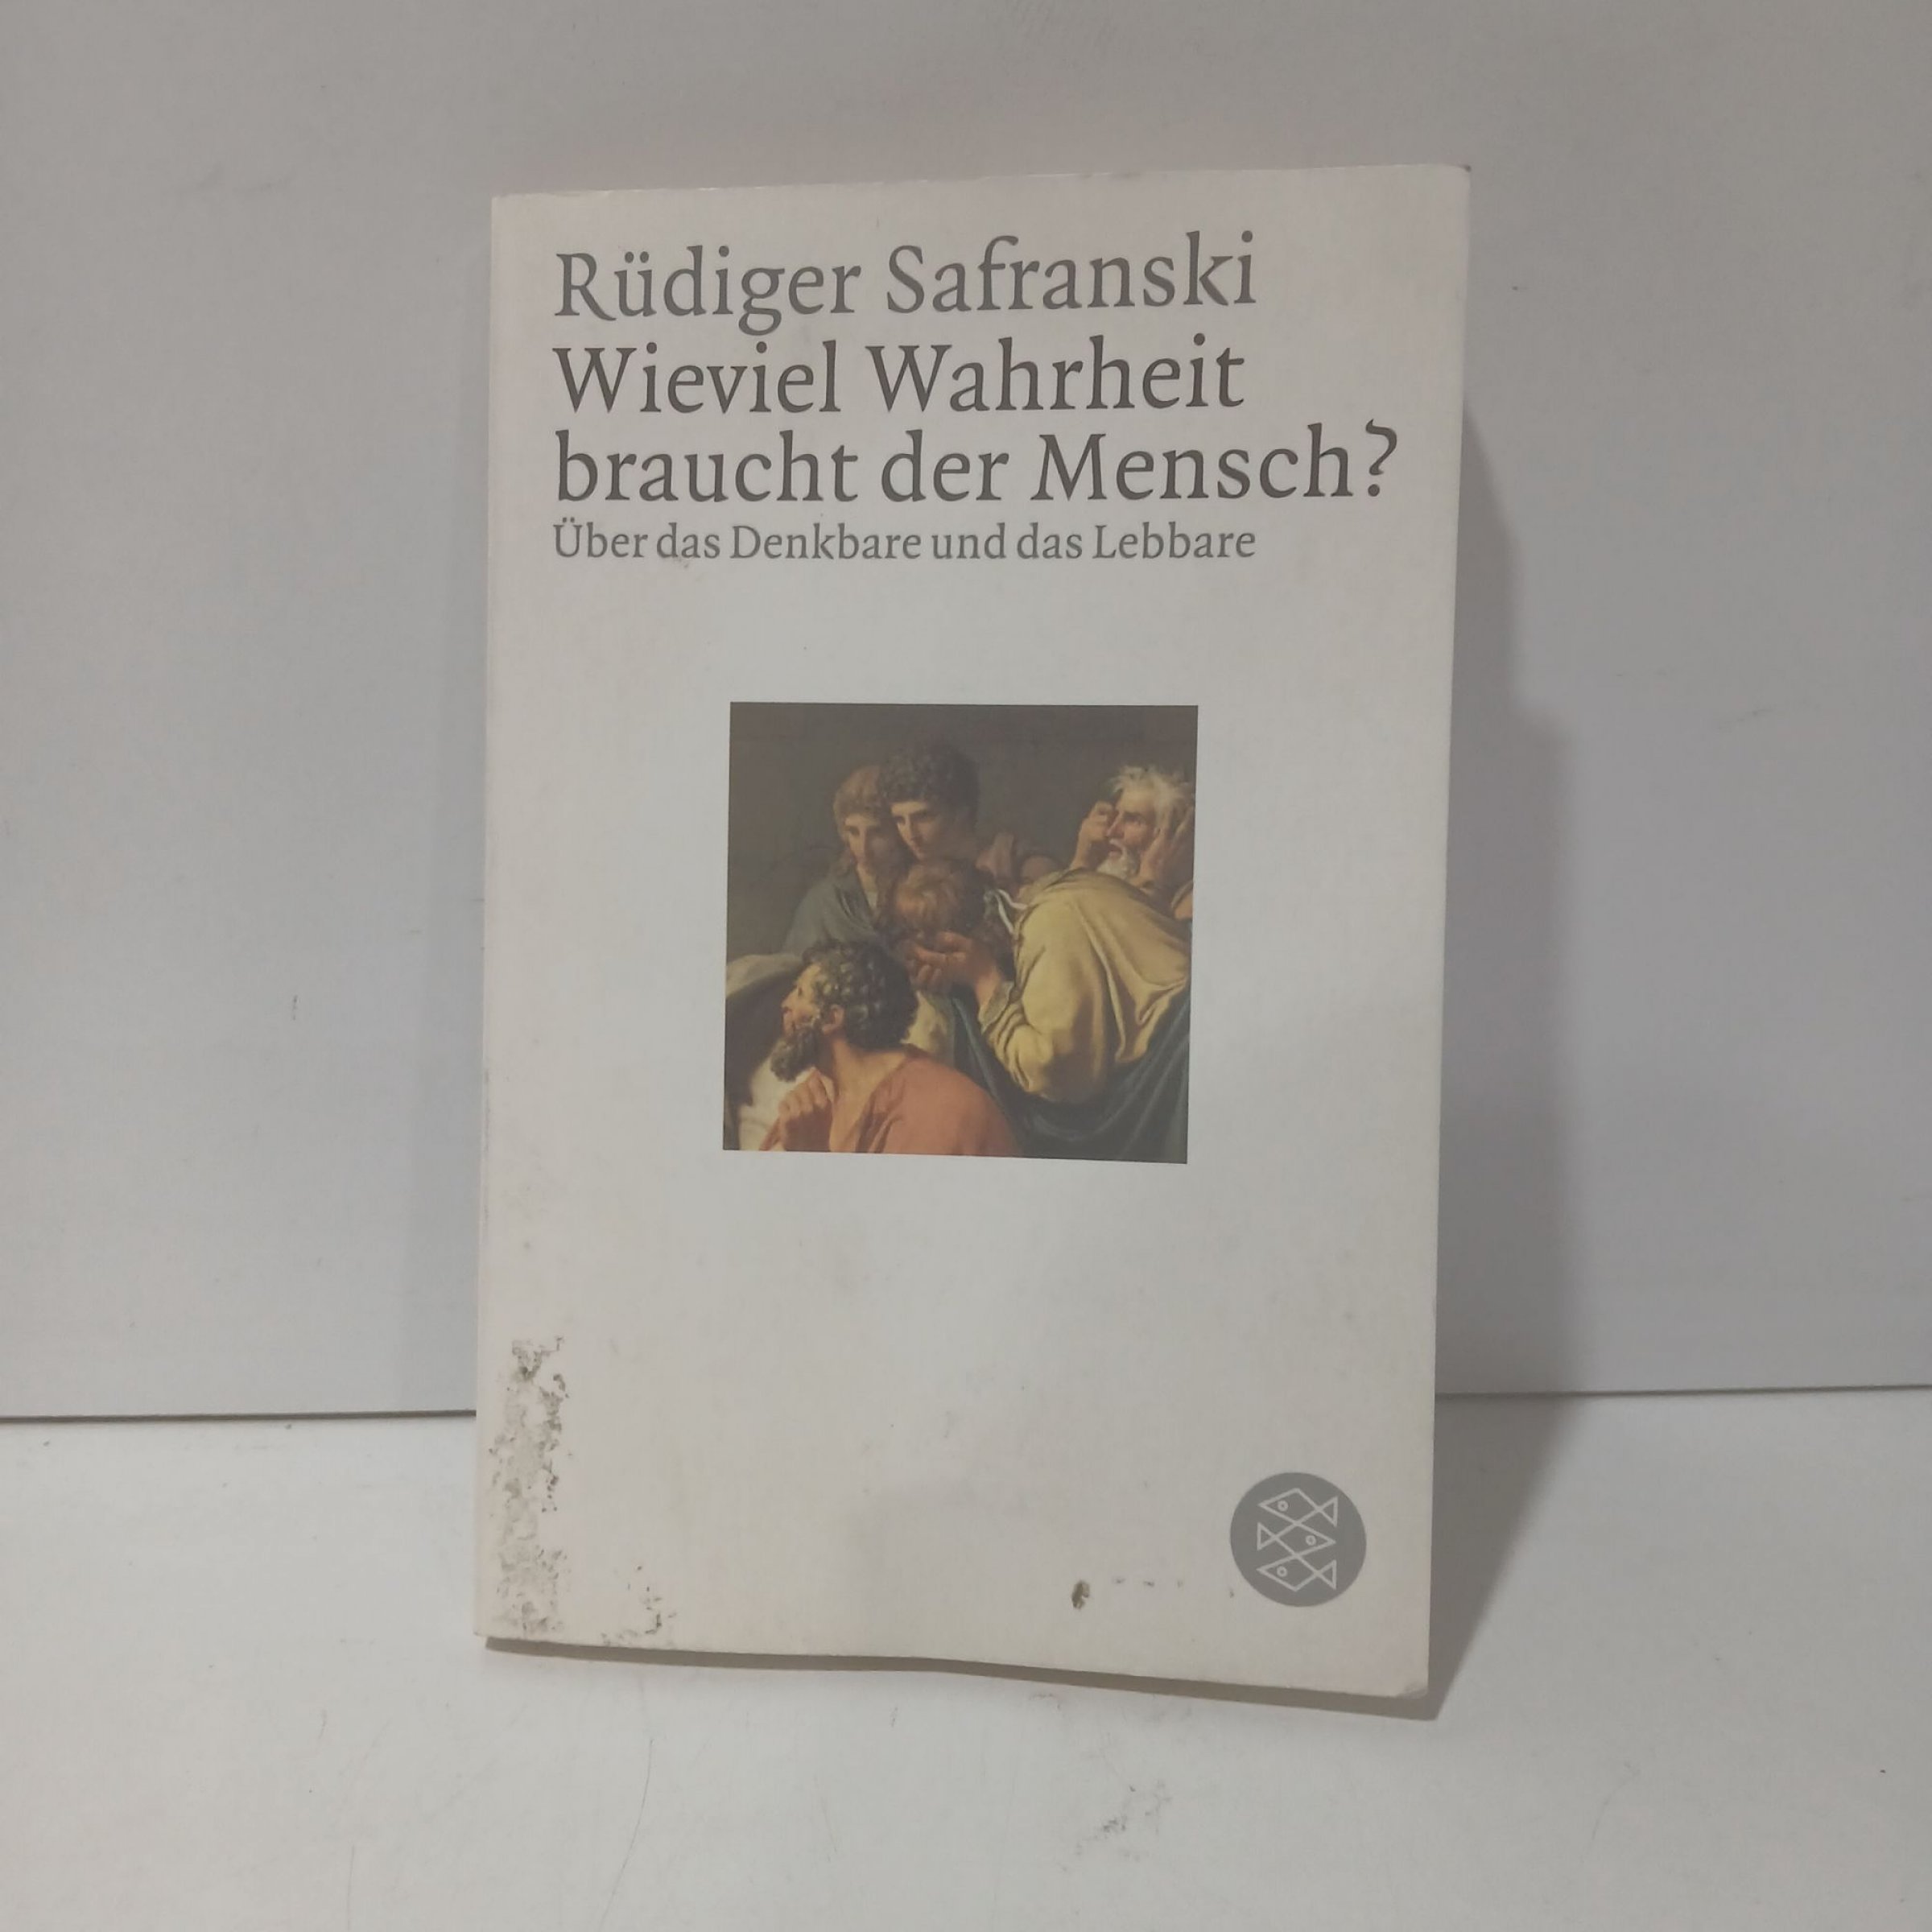 Rüdiger Safranski
Wieviel Wahrheit
braucht der Mensch?
Über das Denkbare und das Lebbare